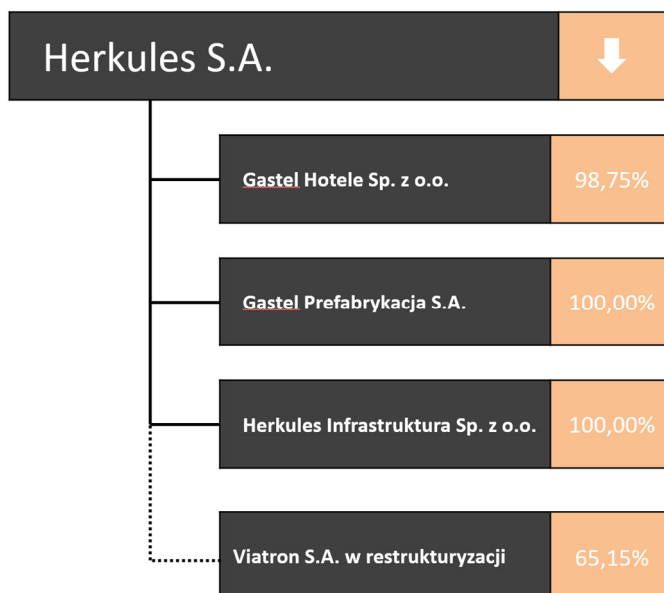 Herkules S.A.
Gastel Hotele Sp. z o.o. 98,75%
Gastel Prefabrykacja S.A. 100,00%
Herkules Infrastruktura Sp. z o.o. 100,00%
Viatron S.A. w restrukturyzacji 65,15%